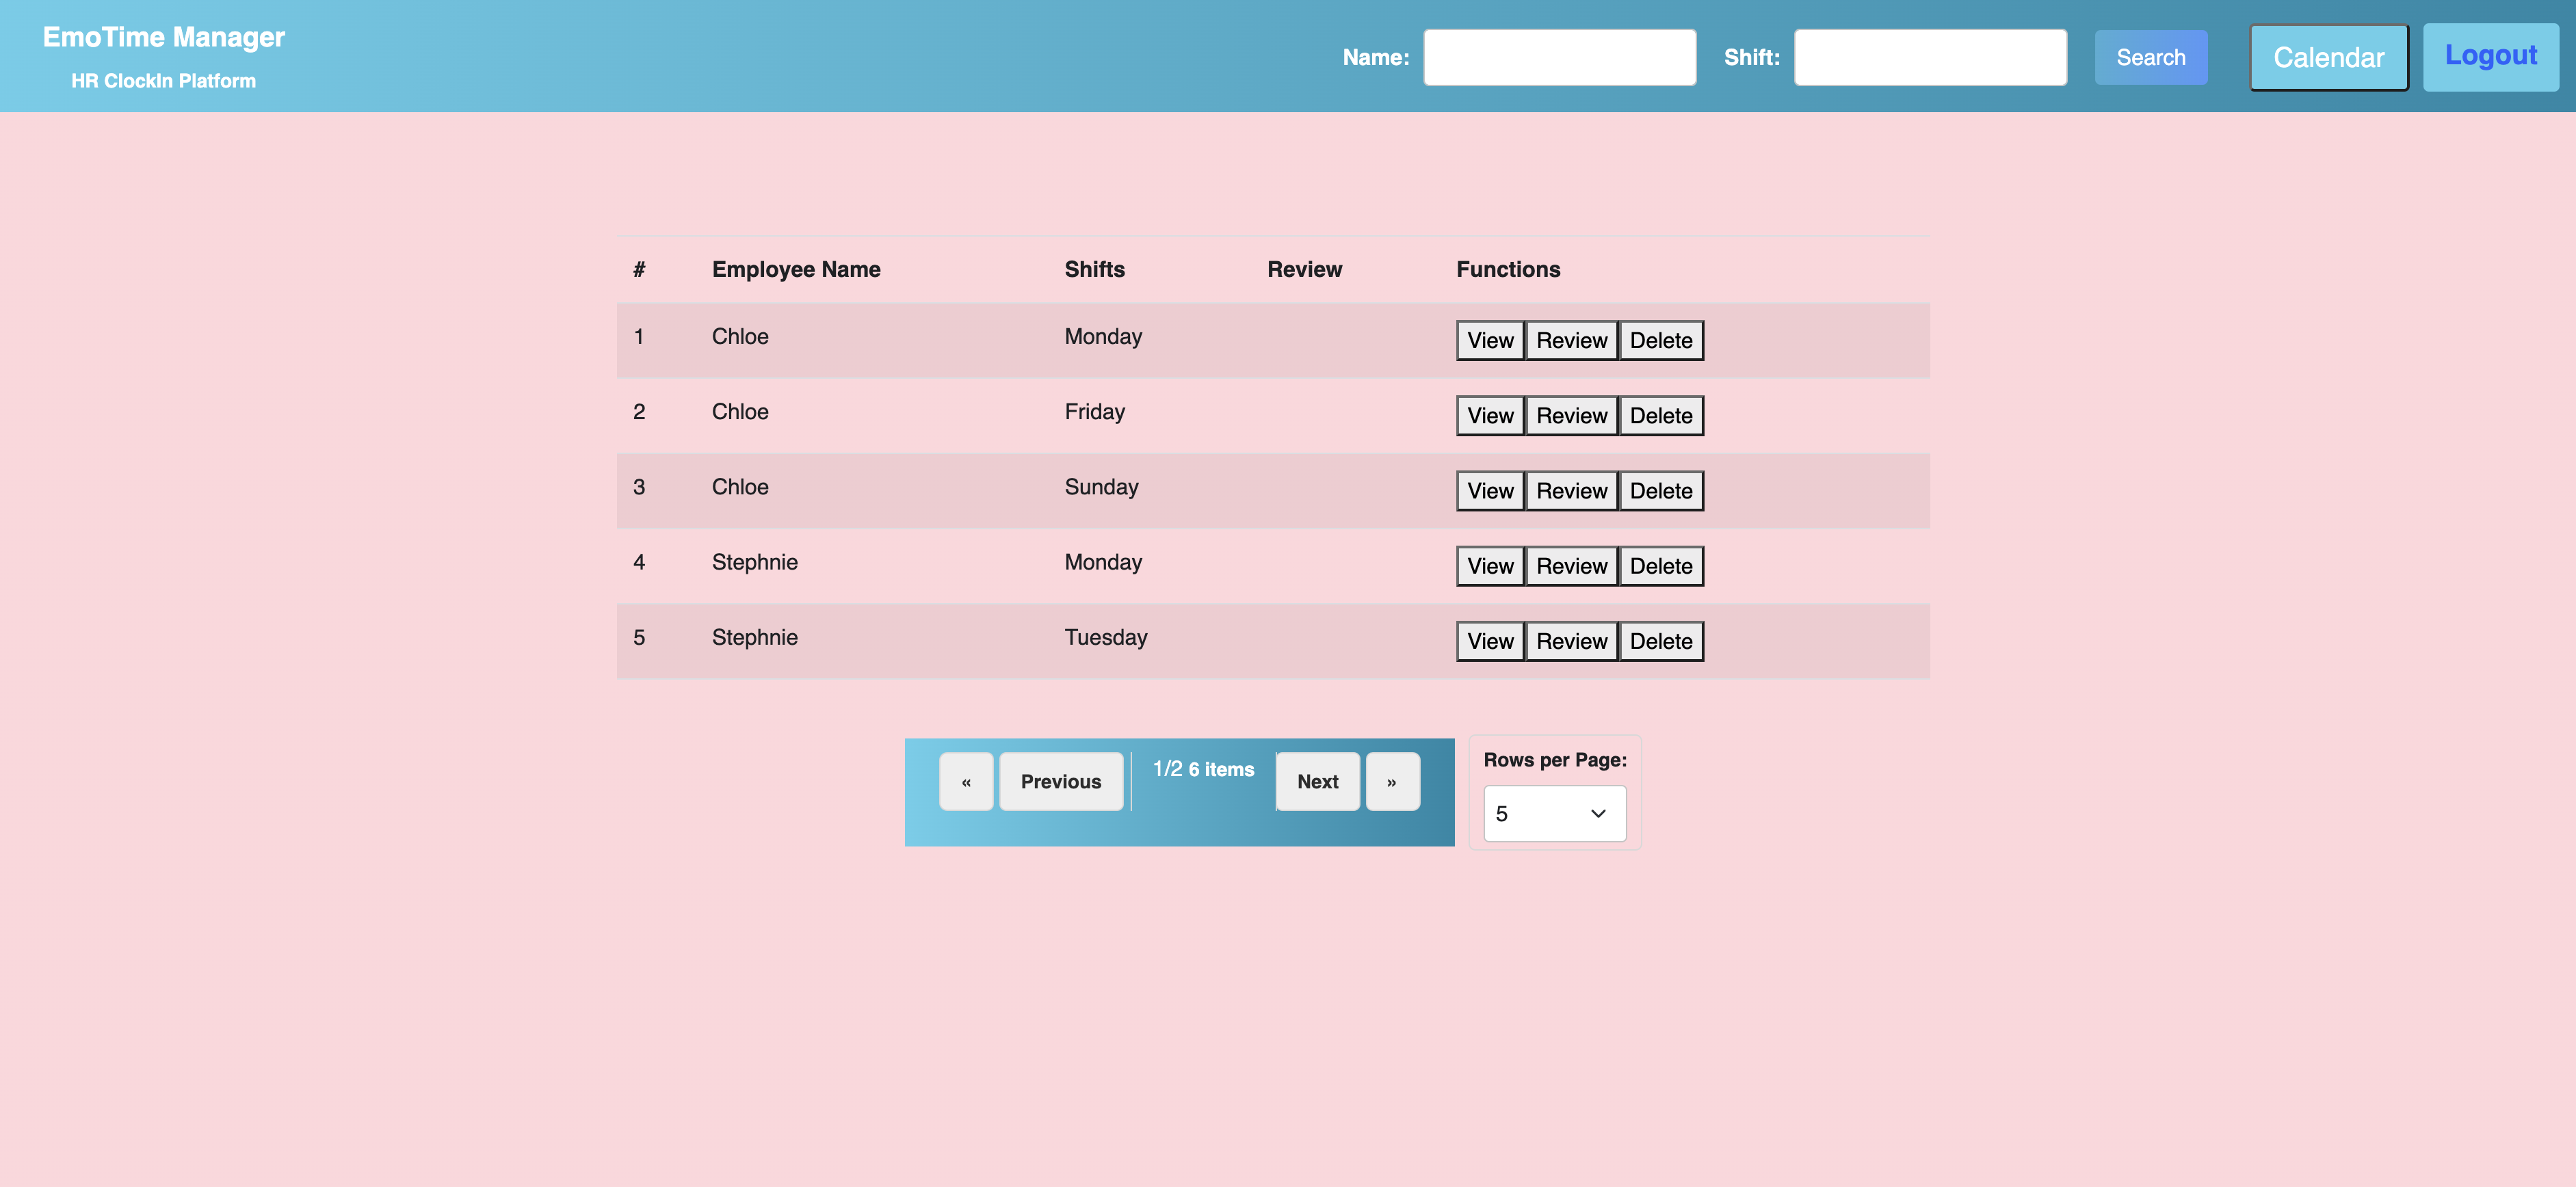 EmoTime Manager
HR ClockIn Platform
Name: Shift: Search Calendar Logout
# Employee Name Shifts Review Functions
1 Chloe Monday View Review Delete
2 Chloe Friday View Review Delete
3 Chloe Sunday View Review Delete
4 Stephnie Monday View Review Delete
5 Stephnie Tuesday View Review Delete
« Previous 1/2 6 items Next »
Rows per Page:
5